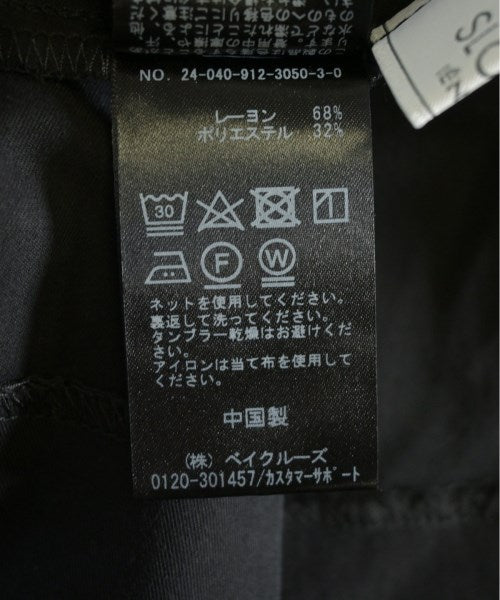 NO. 24-040-912-3050-3-0
レーヨン 68%
ポリエステル 32%
30
F W
ネットを使用してください。
裏返して洗ってください。
タンブラー乾燥はお避けくだ
さい。
アイロンは当て布を使用して
ください。
中国製
(株) ベイクルーズ
0120-301457/カスタマーサポート